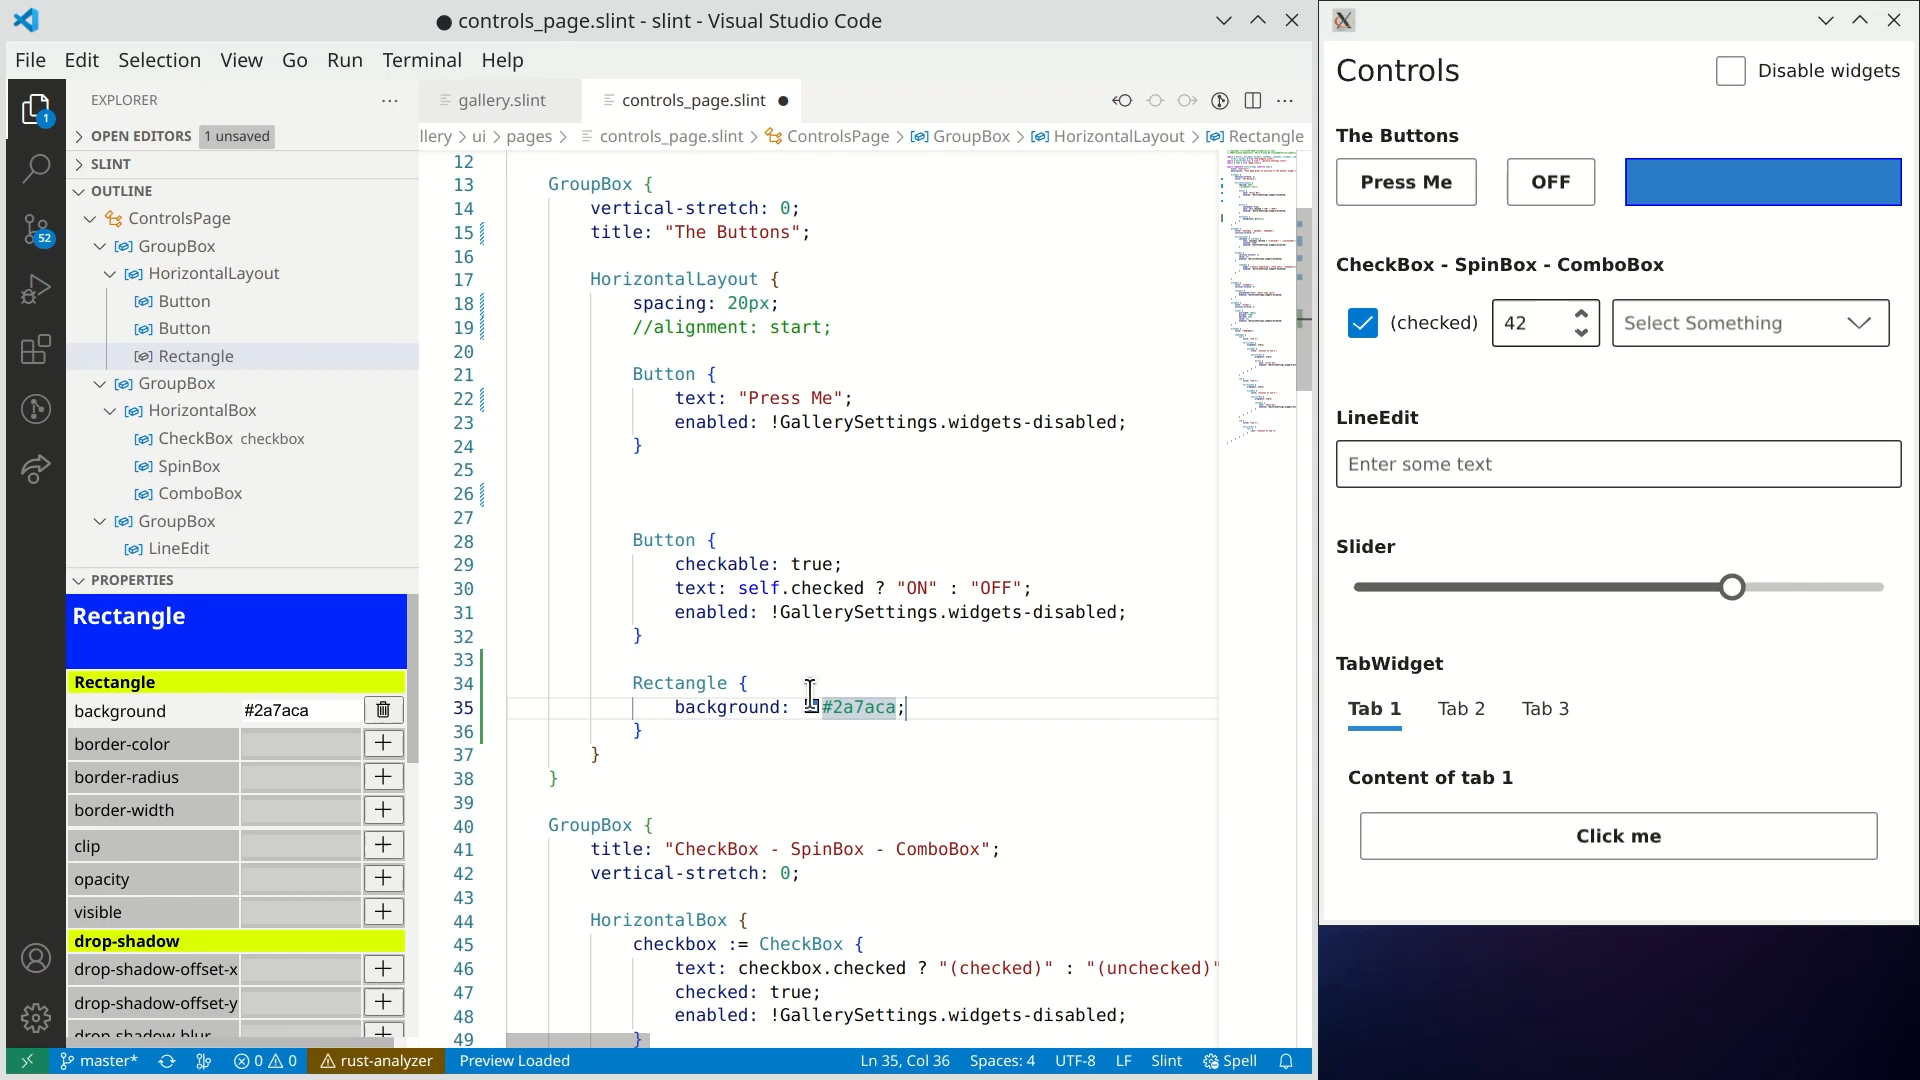 ● controls_page.slint - slint - Visual Studio Code
File Edit Selection View Go Run Terminal Help
EXPLORER
OPEN EDITORS 1 unsaved
SLINT
OUTLINE
ControlsPage
GroupBox
HorizontalLayout
Button
Button
Rectangle
GroupBox
HorizontalBox
CheckBox checkbox
SpinBox
ComboBox
GroupBox
LineEdit
PROPERTIES
Rectangle
Rectangle
background #2a7aca
border-color
border-radius
border-width
clip
opacity
visible
drop-shadow
drop-shadow-offset-x
drop-shadow-offset-y
drop-shadow-blur
1
52
gallery.slint controls_page.slint
llery > ui > pages > controls_page.slint > ControlsPage > GroupBox > HorizontalLayout > Rectangle
12
13 GroupBox {
14 vertical-stretch: 0;
15 title: "The Buttons";
16
17 HorizontalLayout {
18 spacing: 20px;
19 //alignment: start;
20
21 Button {
22 text: "Press Me";
23 enabled: !GallerySettings.widgets-disabled;
24 }
25
26
27
28 Button {
29 checkable: true;
30 text: self.checked ? "ON" : "OFF";
31 enabled: !GallerySettings.widgets-disabled;
32 }
33
34 Rectangle {
35 background: #2a7aca;
36 }
37 }
38 }
39
40 GroupBox {
41 title: "CheckBox - SpinBox - ComboBox";
42 vertical-stretch: 0;
43
44 HorizontalBox {
45 checkbox := CheckBox {
46 text: checkbox.checked ? "(checked)" : "(unchecked)"
47 checked: true;
48 enabled: !GallerySettings.widgets-disabled;
49 }
master* 0 0 rust-analyzer Preview Loaded Ln 35, Col 36 Spaces: 4 UTF-8 LF Slint Spell
Controls
Disable widgets
The Buttons
Press Me OFF
CheckBox - SpinBox - ComboBox
(checked) 42 Select Something
LineEdit
Enter some text
Slider
TabWidget
Tab 1 Tab 2 Tab 3
Content of tab 1
Click me